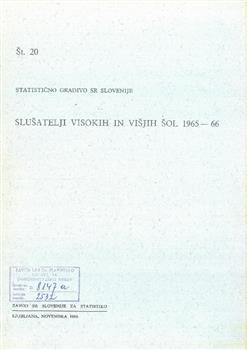 Št. 20
STATISTIČNO GRADIVO SR SLOVENIJE
SLUŠATELJI VISOKIH IN VIŠJIH ŠOL 1965 — 66
ZAVOD SR SLOVENIJE ZA STATISTIKO
LJUBLJANA, NOVEMBRA 1966